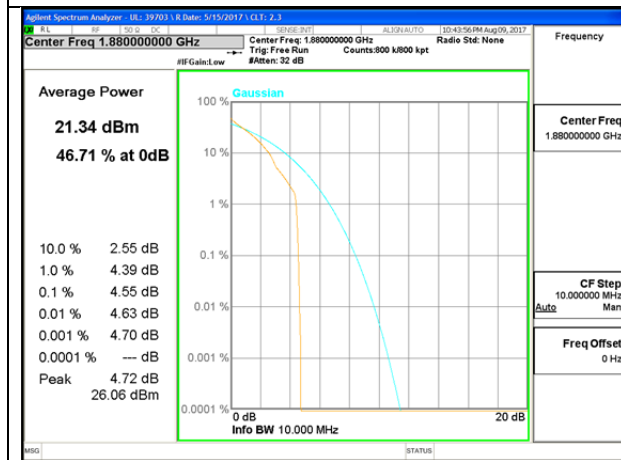 Agilent Spectrum Analyzer - UL: 39703 \ R Date: 5/15/2017 \ CLT: 2.3
RL RF 50 Ω DC SENSE:INT ALIGNAUTO 10:43:56 PM Aug 09, 2017
Center Freq 1.880000000 GHz
Center Freq: 1.880000000 GHz
Radio Std: None
Trig: Free Run Counts:800 k/800 kpt
#IFGain:Low #Atten: 32 dB
Frequency
Average Power
21.34 dBm
46.71 % at 0dB
10.0 % 2.55 dB
1.0 % 4.39 dB
0.1 % 4.55 dB
0.01 % 4.63 dB
0.001 % 4.70 dB
0.0001 % --- dB
Peak 4.72 dB
26.06 dBm
Gaussian
100 %
10 %
1 %
0.1 %
0.01 %
0.001 %
0.0001 %
0 dB 20 dB
Info BW 10.000 MHz
Center Freq
1.880000000 GHz
CF Step
10.000000 MHz
Auto Man
Freq Offset
0 Hz
MSG STATUS